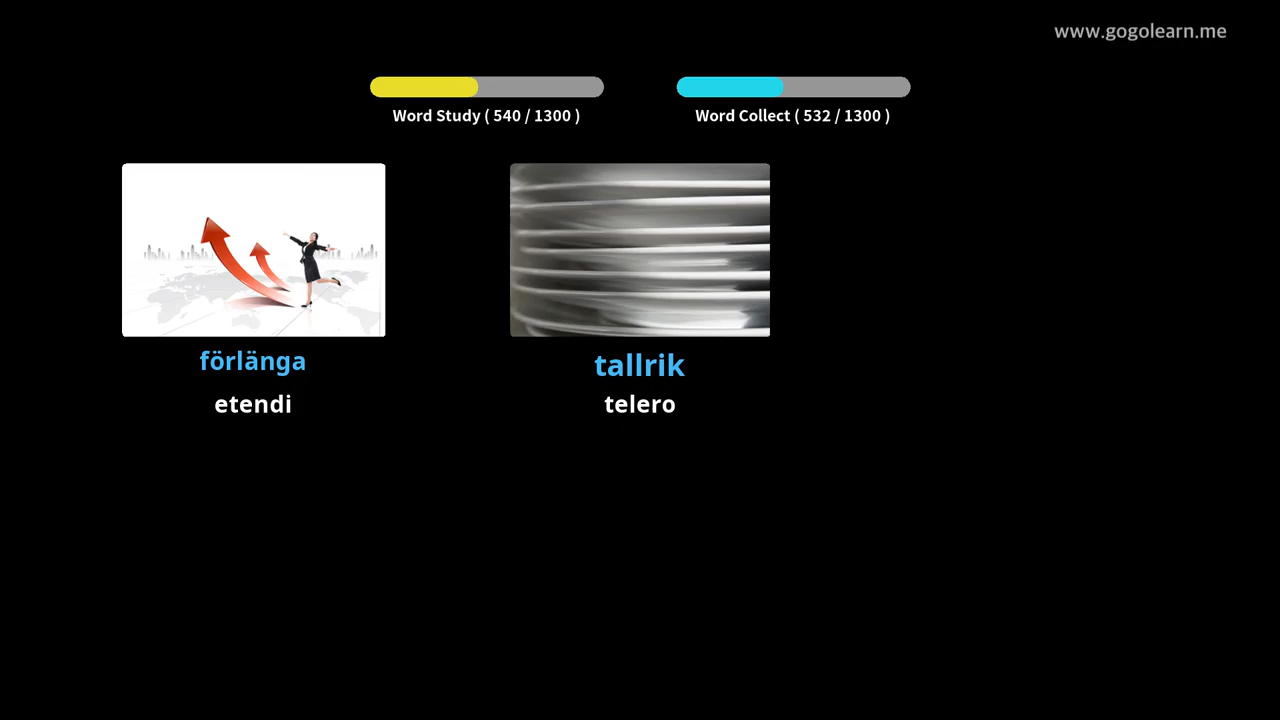 www.gogolearn.me
Word Study ( 540 / 1300 )
Word Collect ( 532 / 1300 )
förlänga
etendi
tallrik
telero